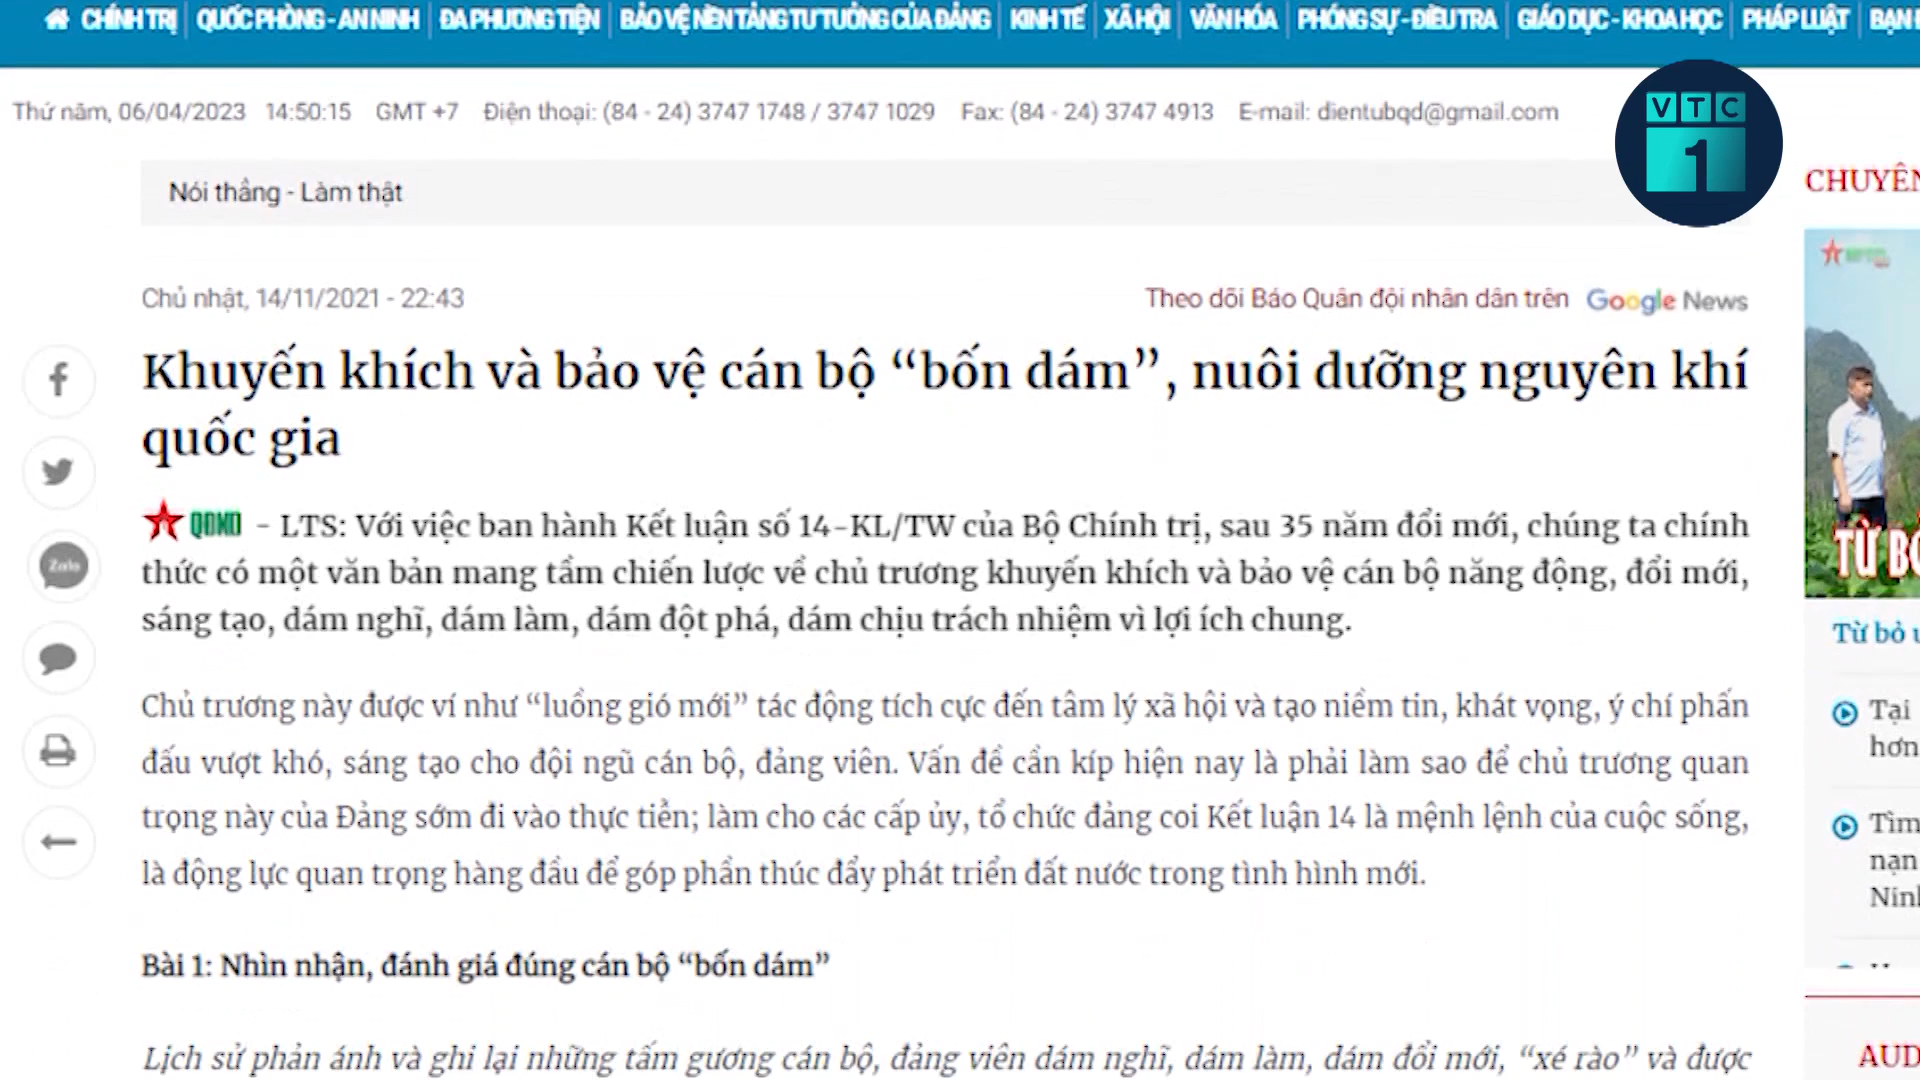 CHÍNH TRỊ QUỐC PHÒNG - AN NINH ĐA PHƯƠNG TIỆN BẢO VỆ NỀN TẢNG TƯ TƯỞNG CỦA ĐẢNG KINH TẾ XÃ HỘI VĂN HÓA PHÓNG SỰ - ĐIỀU TRA GIÁO DỤC - KHOA HỌC PHÁP LUẬT BẠN
Thứ năm, 06/04/2023 14:50:15 GMT +7 Điện thoại: (84 - 24) 3747 1748 / 3747 1029 Fax: (84 - 24) 3747 4913 E-mail: dientubqd@gmail.com
VTC
1
CHUYÊN
Nói thẳng - Làm thật
Chủ nhật, 14/11/2021 - 22:43
Theo dõi Báo Quân đội nhân dân trên Google News
Khuyến khích và bảo vệ cán bộ “bốn dám”, nuôi dưỡng nguyên khí
quốc gia
QĐND - LTS: Với việc ban hành Kết luận số 14-KL/TW của Bộ Chính trị, sau 35 năm đổi mới, chúng ta chính
thức có một văn bản mang tầm chiến lược về chủ trương khuyến khích và bảo vệ cán bộ năng động, đổi mới,
sáng tạo, dám nghĩ, dám làm, dám đột phá, dám chịu trách nhiệm vì lợi ích chung.
Zalo
Chủ trương này được ví như “luồng gió mới” tác động tích cực đến tâm lý xã hội và tạo niềm tin, khát vọng, ý chí phấn
đấu vượt khó, sáng tạo cho đội ngũ cán bộ, đảng viên. Vấn đề cần kíp hiện nay là phải làm sao để chủ trương quan
trọng này của Đảng sớm đi vào thực tiễn; làm cho các cấp ủy, tổ chức đảng coi Kết luận 14 là mệnh lệnh của cuộc sống,
là động lực quan trọng hàng đầu để góp phần thúc đẩy phát triển đất nước trong tình hình mới.
Bài 1: Nhìn nhận, đánh giá đúng cán bộ “bốn dám”
Lịch sử phản ánh và ghi lại những tấm gương cán bộ, đảng viên dám nghĩ, dám làm, dám đổi mới, “xé rào” và được
TỪ BỎ
Từ bỏ
Tại
hơn
Tìm
nạn
Ninh
AUD